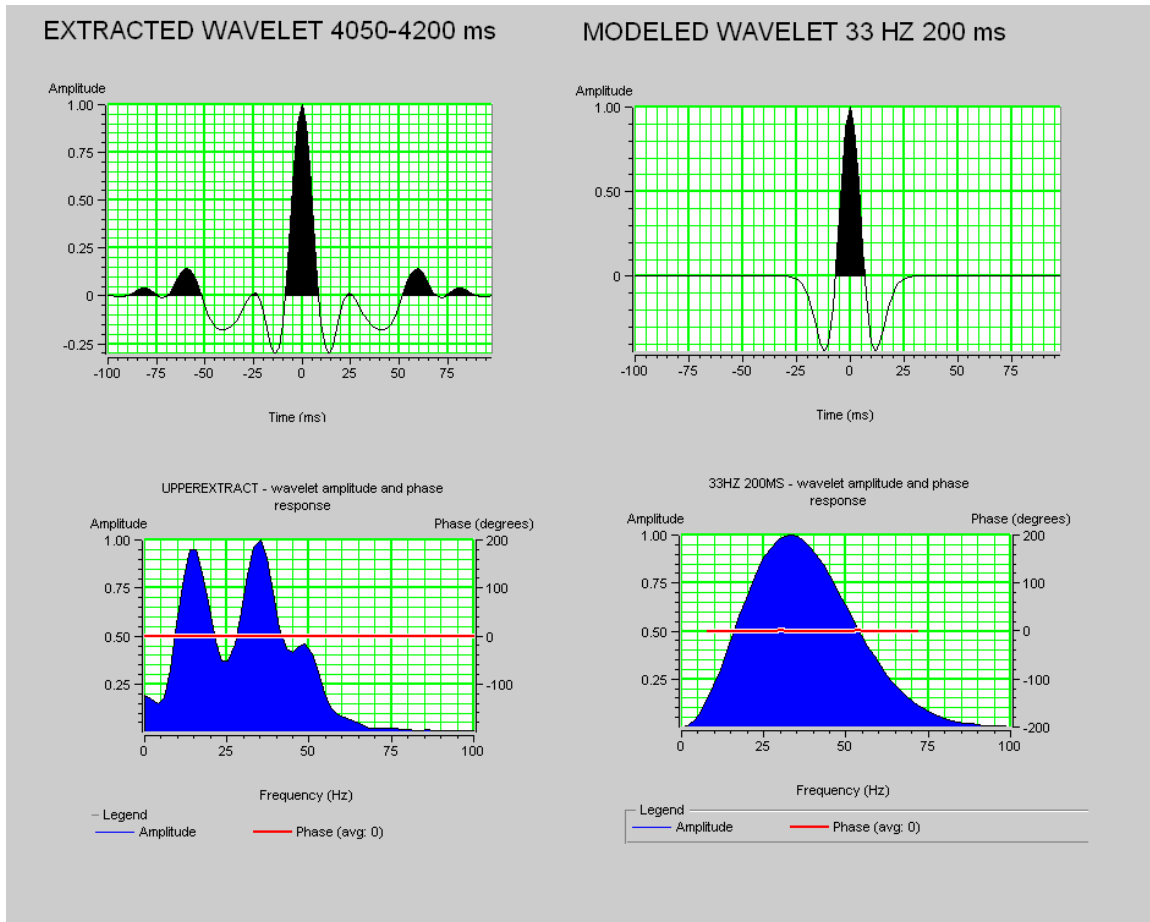 EXTRACTED WAVELET 4050-4200 ms
Amplitude
1.00
0.75
0.50
0.25
0
-0.25
-100 -75 -50 -25 0 25 50 75
Time (ms)
MODELED WAVELET 33 HZ 200 ms
Amplitude
1.00
0.50
0
-100 -75 -50 -25 0 25 50 75
Time (ms)
UPPEREXTRACT - wavelet amplitude and phase
response
Amplitude Phase (degrees)
1.00 200
0.75 100
0.50 0
0.25 -100
0 25 50 75 100
Frequency (Hz)
Legend
Amplitude Phase (avg: 0)
33HZ 200MS - wavelet amplitude and phase
response
Amplitude Phase (degrees)
1.00 200
0.75 100
0.50 0
0.25 -100
-200
0 25 50 75 100
Frequency (Hz)
Legend
Amplitude Phase (avg: 0)